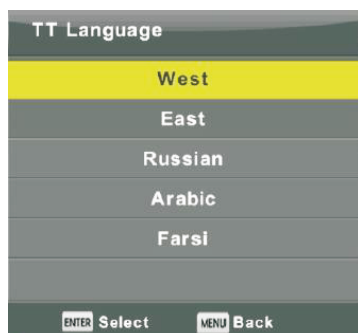 TT Language
West
East
Russian
Arabic
Farsi
ENTER Select MENU Back